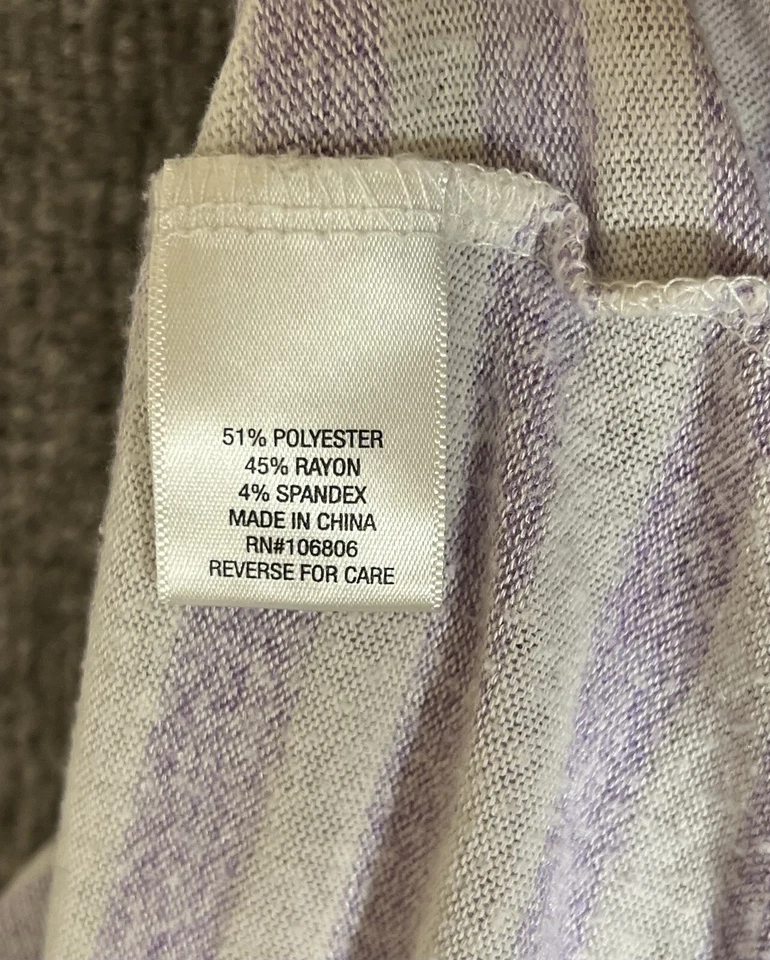 51% POLYESTER
45% RAYON
4% SPANDEX
MADE IN CHINA
RN#106806
REVERSE FOR CARE